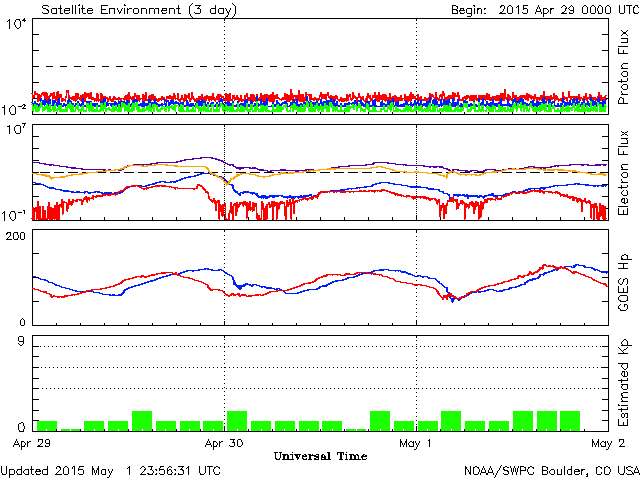 Satellite Environment (3 day) Begin: 2015 Apr 29 0000 UTC
10^4
Proton Flux
10^-2
10^7
Electron Flux
10^-1
200
GOES Hp
0
9
Estimated Kp
0
Apr 29 Apr 30 May 1 May 2
Universal Time
Updated 2015 May 1 23:56:31 UTC NOAA/SWPC Boulder, CO USA